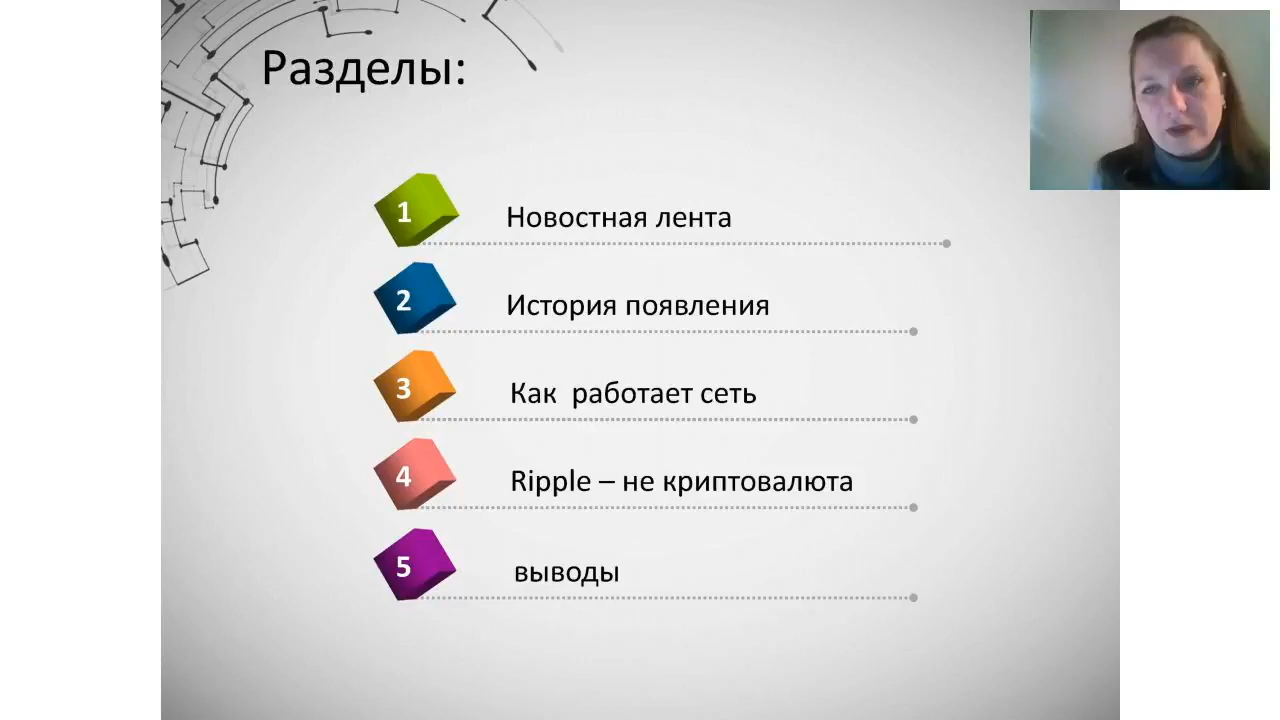 Разделы:
1 Новостная лента
2 История появления
3 Как работает сеть
4 Ripple – не криптовалюта
5 выводы